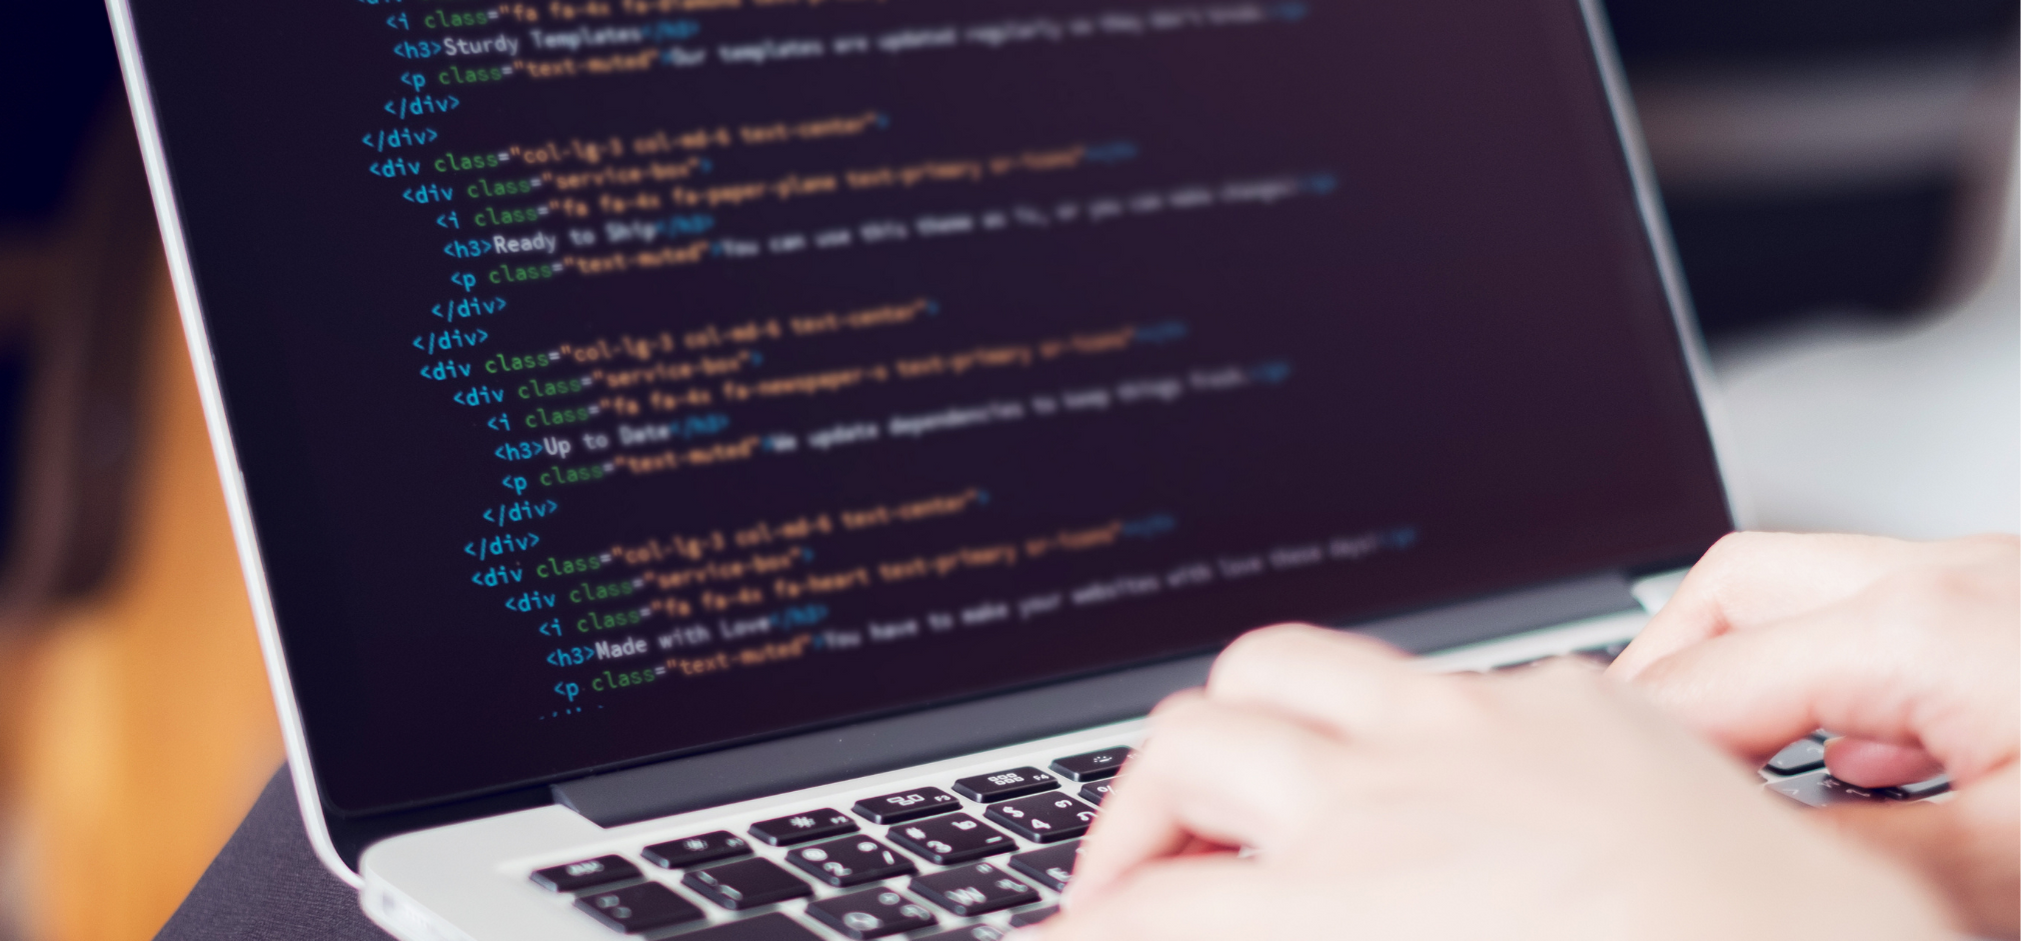 <i class="fa fa-4x fa-diamond
<h3>Sturdy Templates</h3>
<p class="text-muted">Our templates are updated regularly so they don't break.</p>
</div>
</div>
<div class="col-lg-3 col-md-6 text-center">
<div class="service-box">
<i class="fa fa-4x fa-paper-plane text-primary sr-icons"></i>
<h3>Ready to Ship</h3>
<p class="text-muted">You can use this theme as is, or you can make changes!</p>
</div>
</div>
<div class="col-lg-3 col-md-6 text-center">
<div class="service-box">
<i class="fa fa-4x fa-newspaper-o text-primary sr-icons"></i>
<h3>Up to Date</h3>
<p class="text-muted">We update dependencies to keep things fresh.</p>
</div>
</div>
<div class="col-lg-3 col-md-6 text-center">
<div class="service-box">
<i class="fa fa-4x fa-heart text-primary sr-icons"></i>
<h3>Made with Love</h3>
<p class="text-muted">You have to make your websites with love these days!</p>
F2 F3 F4
2 # 3 $ 4 %
W E